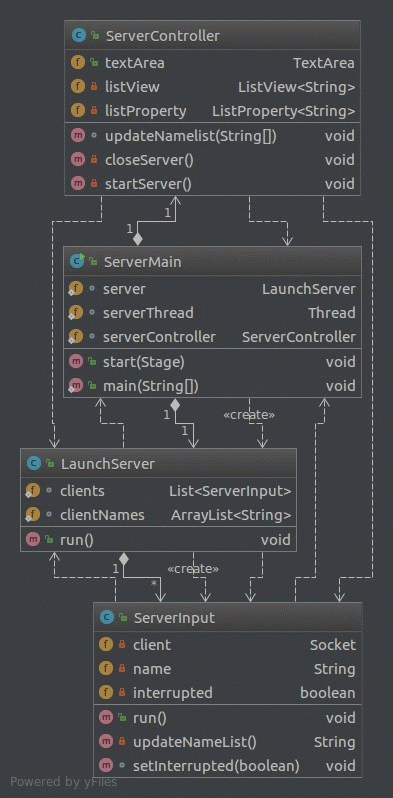 ServerController
textArea TextArea
listView ListView<String>
listProperty ListProperty<String>
updateNamelist(String[]) void
closeServer() void
startServer() void
1
1
ServerMain
server LaunchServer
serverThread Thread
serverController ServerController
start(Stage) void
main(String[]) void
1 «create»
1
LaunchServer
clients List<ServerInput>
clientNames ArrayList<String>
run() void
1 «create»
*
ServerInput
client Socket
name String
interrupted boolean
run() void
updateNameList() String
setInterrupted(boolean) void
Powered by yFiles